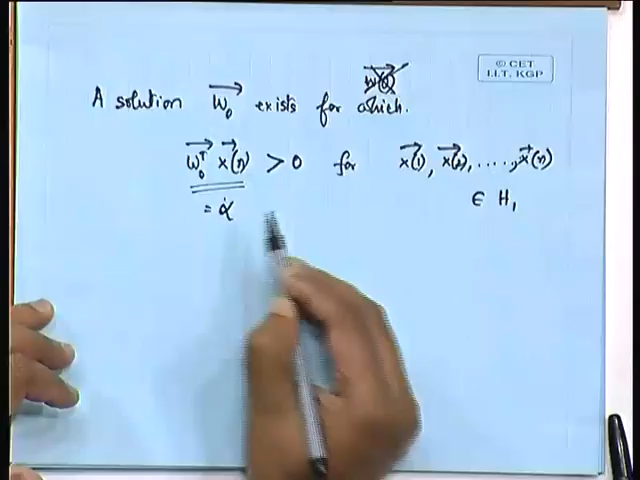 © CET
I.I.T. KGP
A solution w₀ exists for which.
w₀ᵀ x(n) > 0 for x(1), x(2), ....., x(n)
= α ∈ H₁